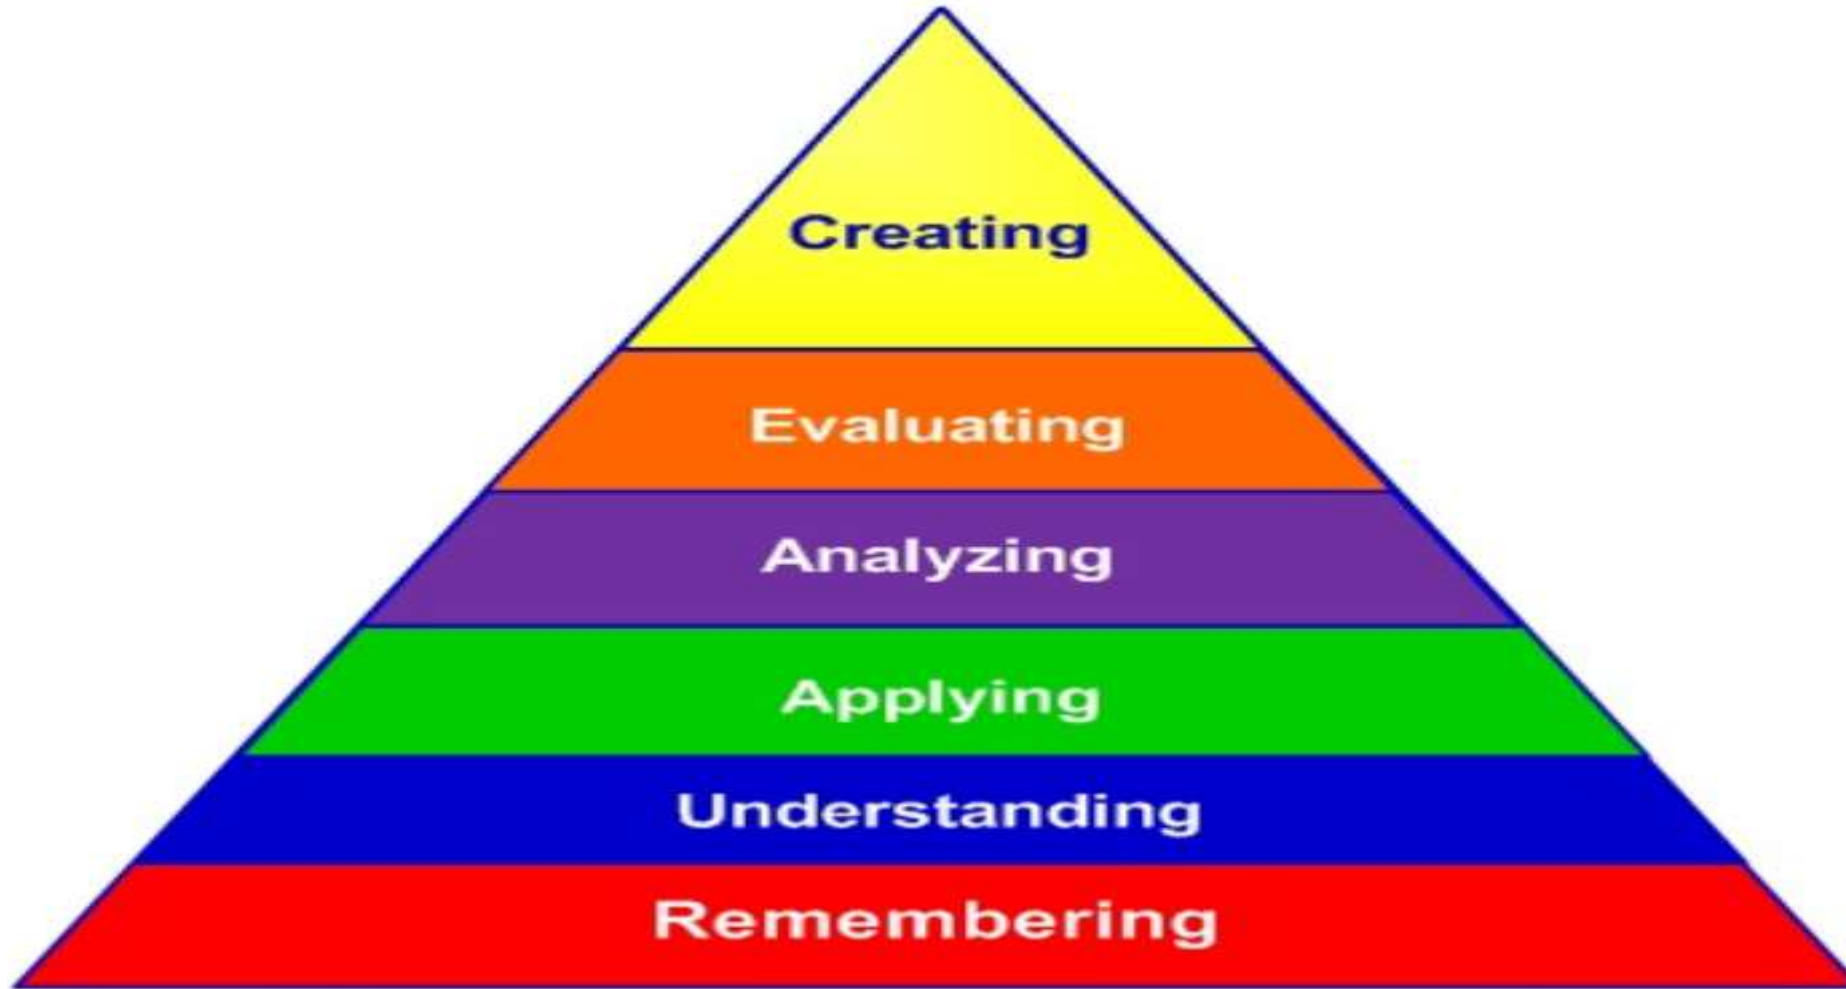 Creating
Evaluating
Analyzing
Applying
Understanding
Remembering